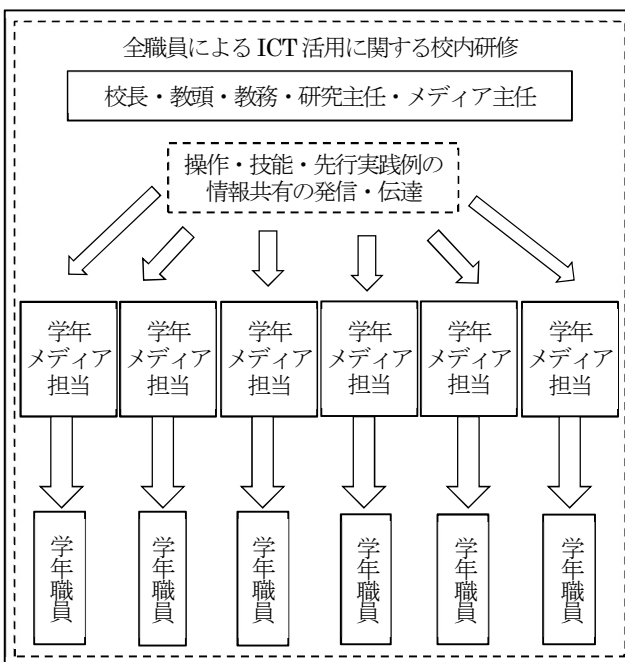 全職員による ICT 活用に関する校内研修
校長・教頭・教務・研究主任・メディア主任
操作・技能・先行実践例の
情報共有の発信・伝達
学年
メディア
担当
学年
メディア
担当
学年
メディア
担当
学年
メディア
担当
学年
メディア
担当
学年
メディア
担当
学年職員
学年職員
学年職員
学年職員
学年職員
学年職員